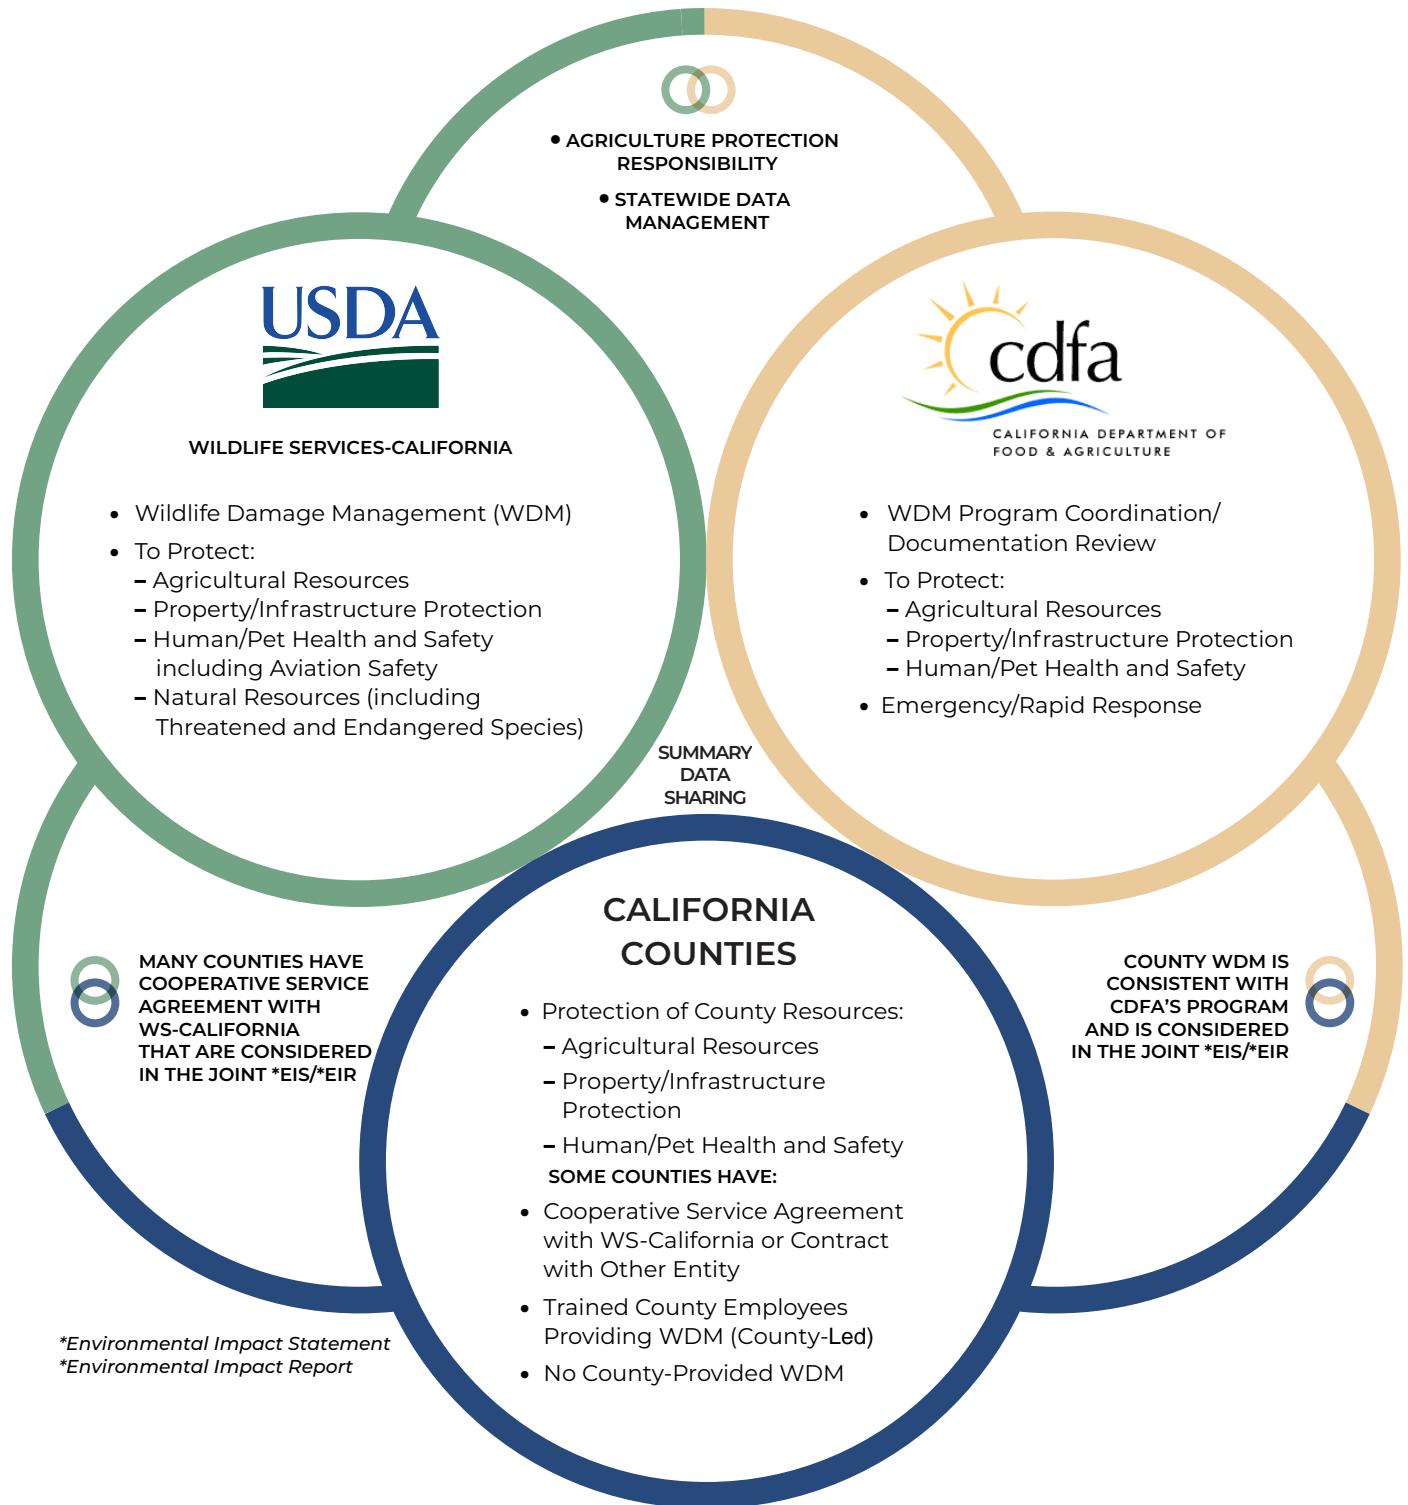 • AGRICULTURE PROTECTION
RESPONSIBILITY
• STATEWIDE DATA
MANAGEMENT
USDA
WILDLIFE SERVICES-CALIFORNIA
• Wildlife Damage Management (WDM)
• To Protect:
– Agricultural Resources
– Property/Infrastructure Protection
– Human/Pet Health and Safety
including Aviation Safety
– Natural Resources (including
Threatened and Endangered Species)
cdfa
CALIFORNIA DEPARTMENT OF
FOOD & AGRICULTURE
• WDM Program Coordination/
Documentation Review
• To Protect:
– Agricultural Resources
– Property/Infrastructure Protection
– Human/Pet Health and Safety
• Emergency/Rapid Response
SUMMARY
DATA
SHARING
MANY COUNTIES HAVE
COOPERATIVE SERVICE
AGREEMENT WITH
WS-CALIFORNIA
THAT ARE CONSIDERED
IN THE JOINT *EIS/*EIR
CALIFORNIA
COUNTIES
• Protection of County Resources:
– Agricultural Resources
– Property/Infrastructure
Protection
– Human/Pet Health and Safety
SOME COUNTIES HAVE:
• Cooperative Service Agreement
with WS-California or Contract
with Other Entity
• Trained County Employees
Providing WDM (County-Led)
• No County-Provided WDM
COUNTY WDM IS
CONSISTENT WITH
CDFA’S PROGRAM
AND IS CONSIDERED
IN THE JOINT *EIS/*EIR
*Environmental Impact Statement
*Environmental Impact Report